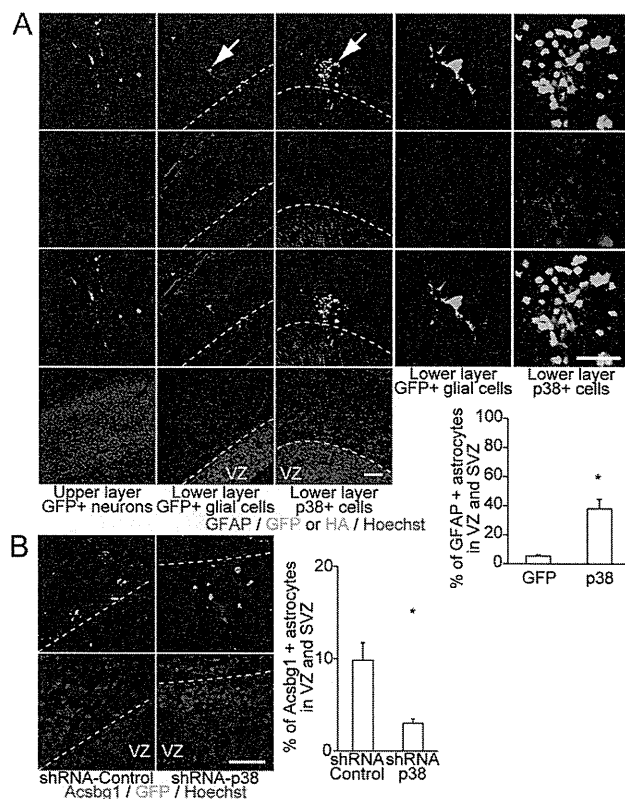 A
Upper layer
GFP+ neurons
VZ
Lower layer
GFP+ glial cells
VZ
Lower layer
p38+ cells
Lower layer
GFP+ glial cells
Lower layer
p38+ cells
GFAP / GFP or HA / Hoechst
% of GFAP + astrocytes
in VZ and SVZ
100
80
60
40
20
0
*
GFP
p38
B
VZ
VZ
shRNA-Control
shRNA-p38
Acsbg1 / GFP / Hoechst
% of Acsbg1 + astrocytes
in VZ and SVZ
20
10
0
*
shRNA
Control
shRNA
p38